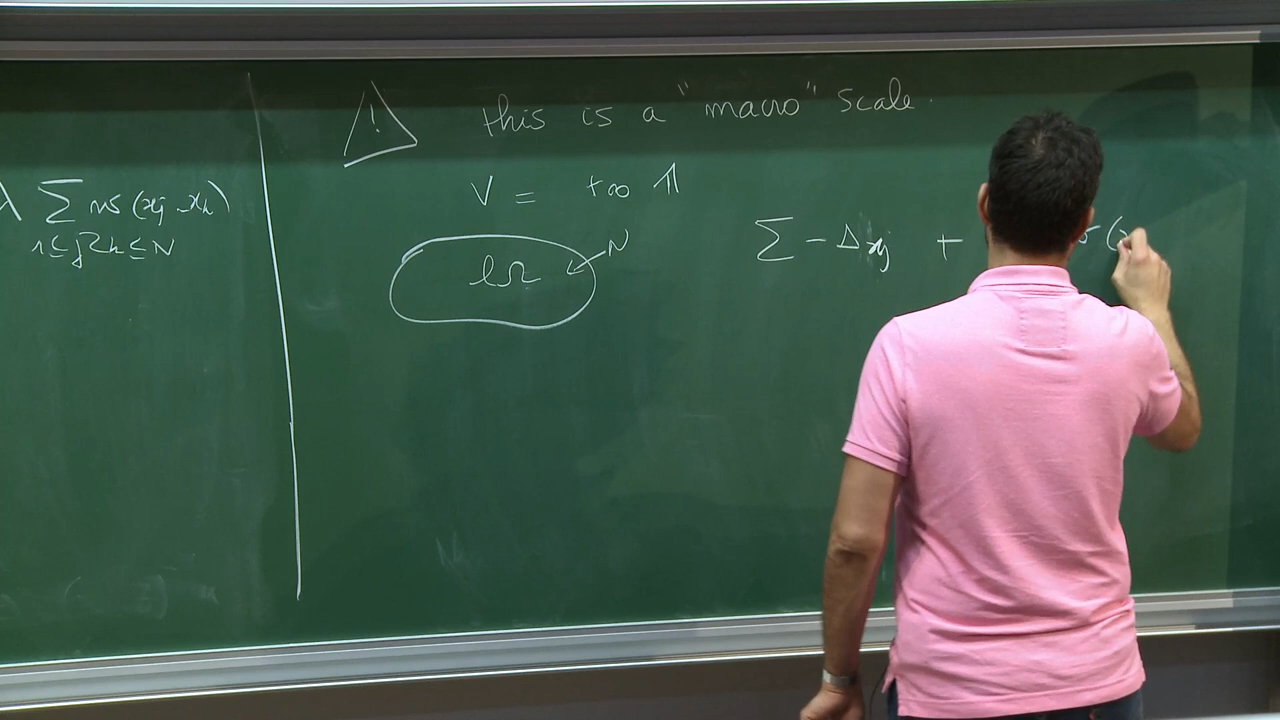 λ ∑ w(xj - xk)
1 ≤ j < k ≤ N
! this is a "macro" scale.
V = +∞ 𝟙
ℓΩ N
∑ - Δxj +